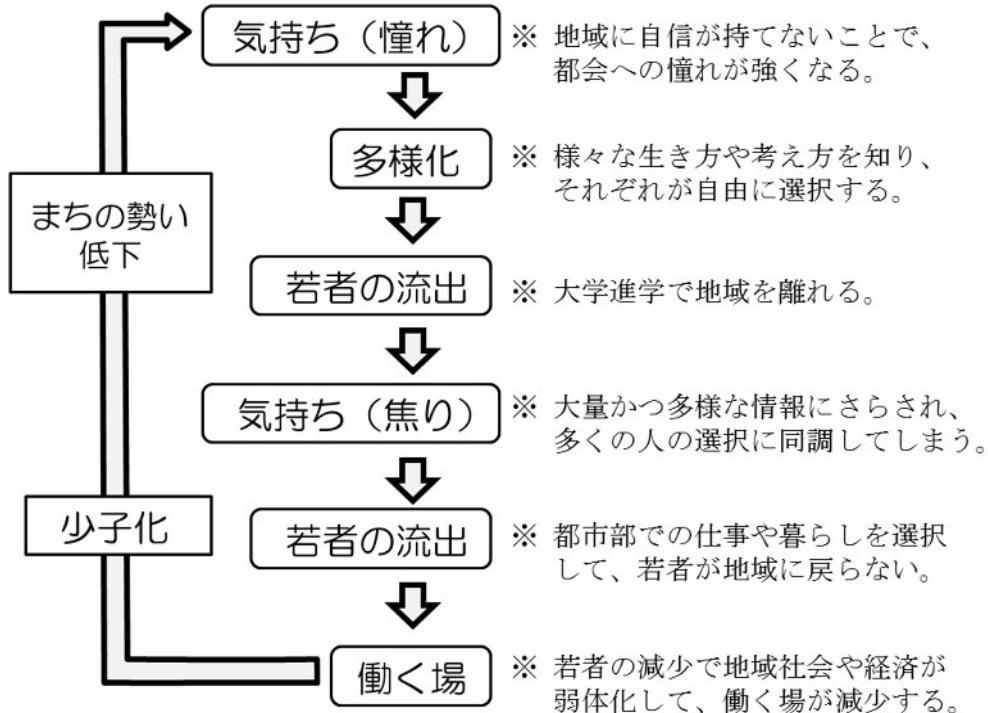 気持ち（憧れ）
※ 地域に自信が持てないことで、
都会への憧れが強くなる。
多様化
※ 様々な生き方や考え方を知り、
それぞれが自由に選択する。
若者の流出
※ 大学進学で地域を離れる。
気持ち（焦り）
※ 大量かつ多様な情報にさらされ、
多くの人の選択に同調してしまう。
若者の流出
※ 都市部での仕事や暮らしを選択
して、若者が地域に戻らない。
働く場
※ 若者の減少で地域社会や経済が
弱体化して、働く場が減少する。
少子化
まちの勢い
低下